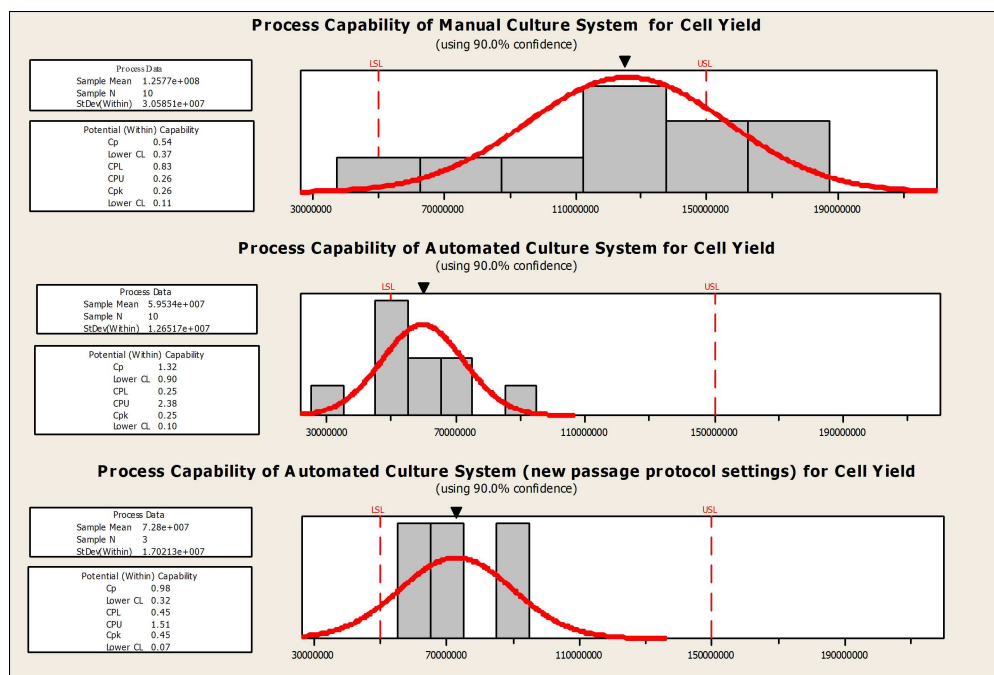 Process Capability of Manual Culture System for Cell Yield
(using 90.0% confidence)
Process Data
Sample Mean 1.2577e+008
Sample N 10
StDev(Within) 3.05851e+007
Potential (Within) Capability
Cp 0.54
Lower CL 0.37
CPL 0.83
CPU 0.26
Cpk 0.26
Lower CL 0.11
LSL USL
30000000 70000000 110000000 150000000 190000000
Process Capability of Automated Culture System for Cell Yield
(using 90.0% confidence)
Process Data
Sample Mean 5.9534e+007
Sample N 10
StDev(Within) 1.26517e+007
Potential (Within) Capability
Cp 1.32
Lower CL 0.90
CPL 0.25
CPU 2.38
Cpk 0.25
Lower CL 0.10
LSL USL
30000000 70000000 110000000 150000000 190000000
Process Capability of Automated Culture System (new passage protocol settings) for Cell Yield
(using 90.0% confidence)
Process Data
Sample Mean 7.28e+007
Sample N 3
StDev(Within) 1.70213e+007
Potential (Within) Capability
Cp 0.98
Lower CL 0.32
CPL 0.45
CPU 1.51
Cpk 0.45
Lower CL 0.07
LSL USL
30000000 70000000 110000000 150000000 190000000